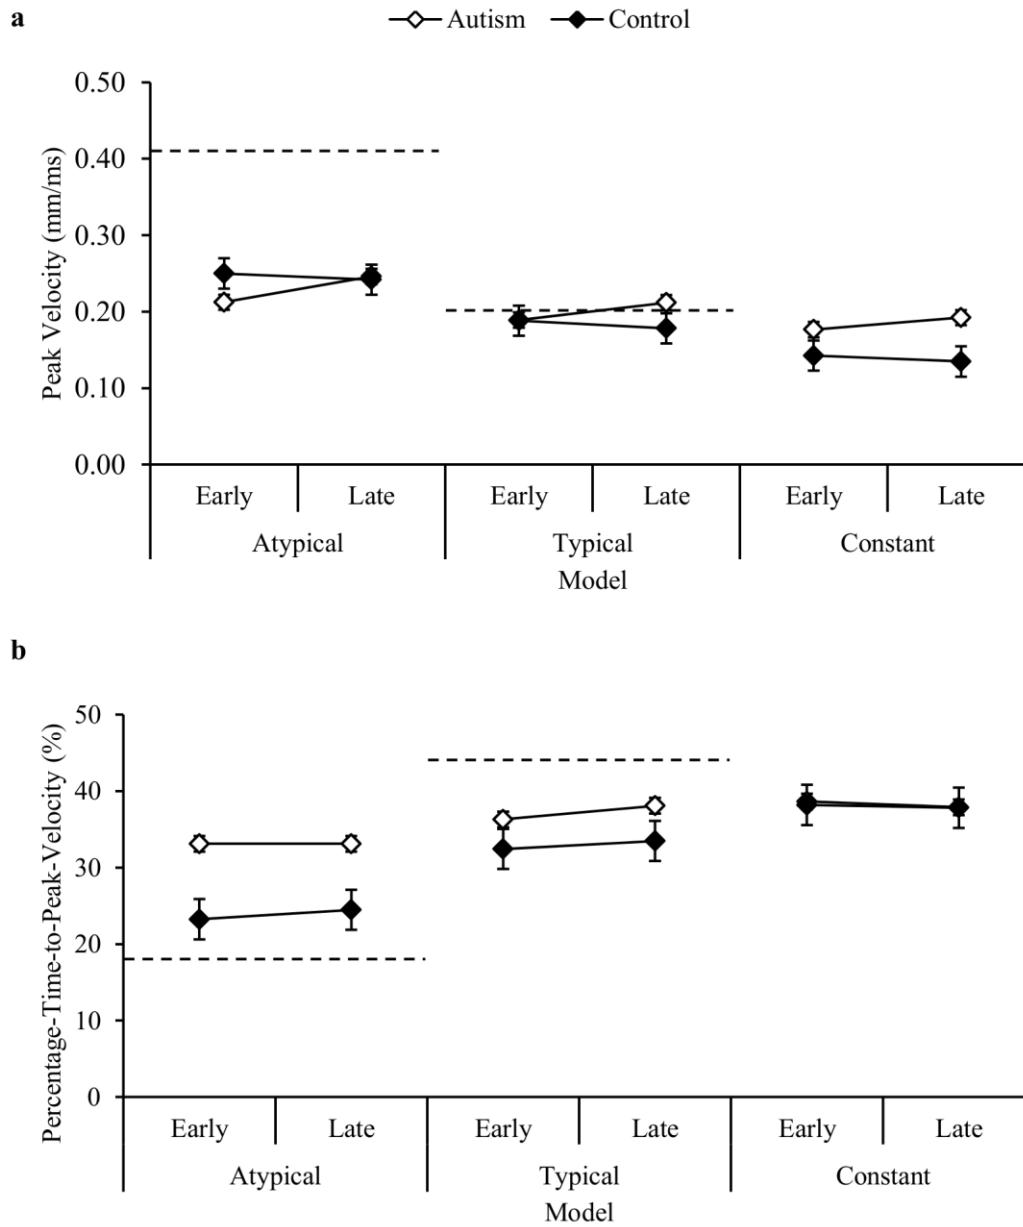 a
Autism Control
0.50
0.40
0.30
0.20
0.10
0.00
Peak Velocity (mm/ms)
Early Late Early Late Early Late
Atypical Typical Constant
Model
b
50
40
30
20
10
0
Percentage-Time-to-Peak-Velocity (%)
Early Late Early Late Early Late
Atypical Typical Constant
Model